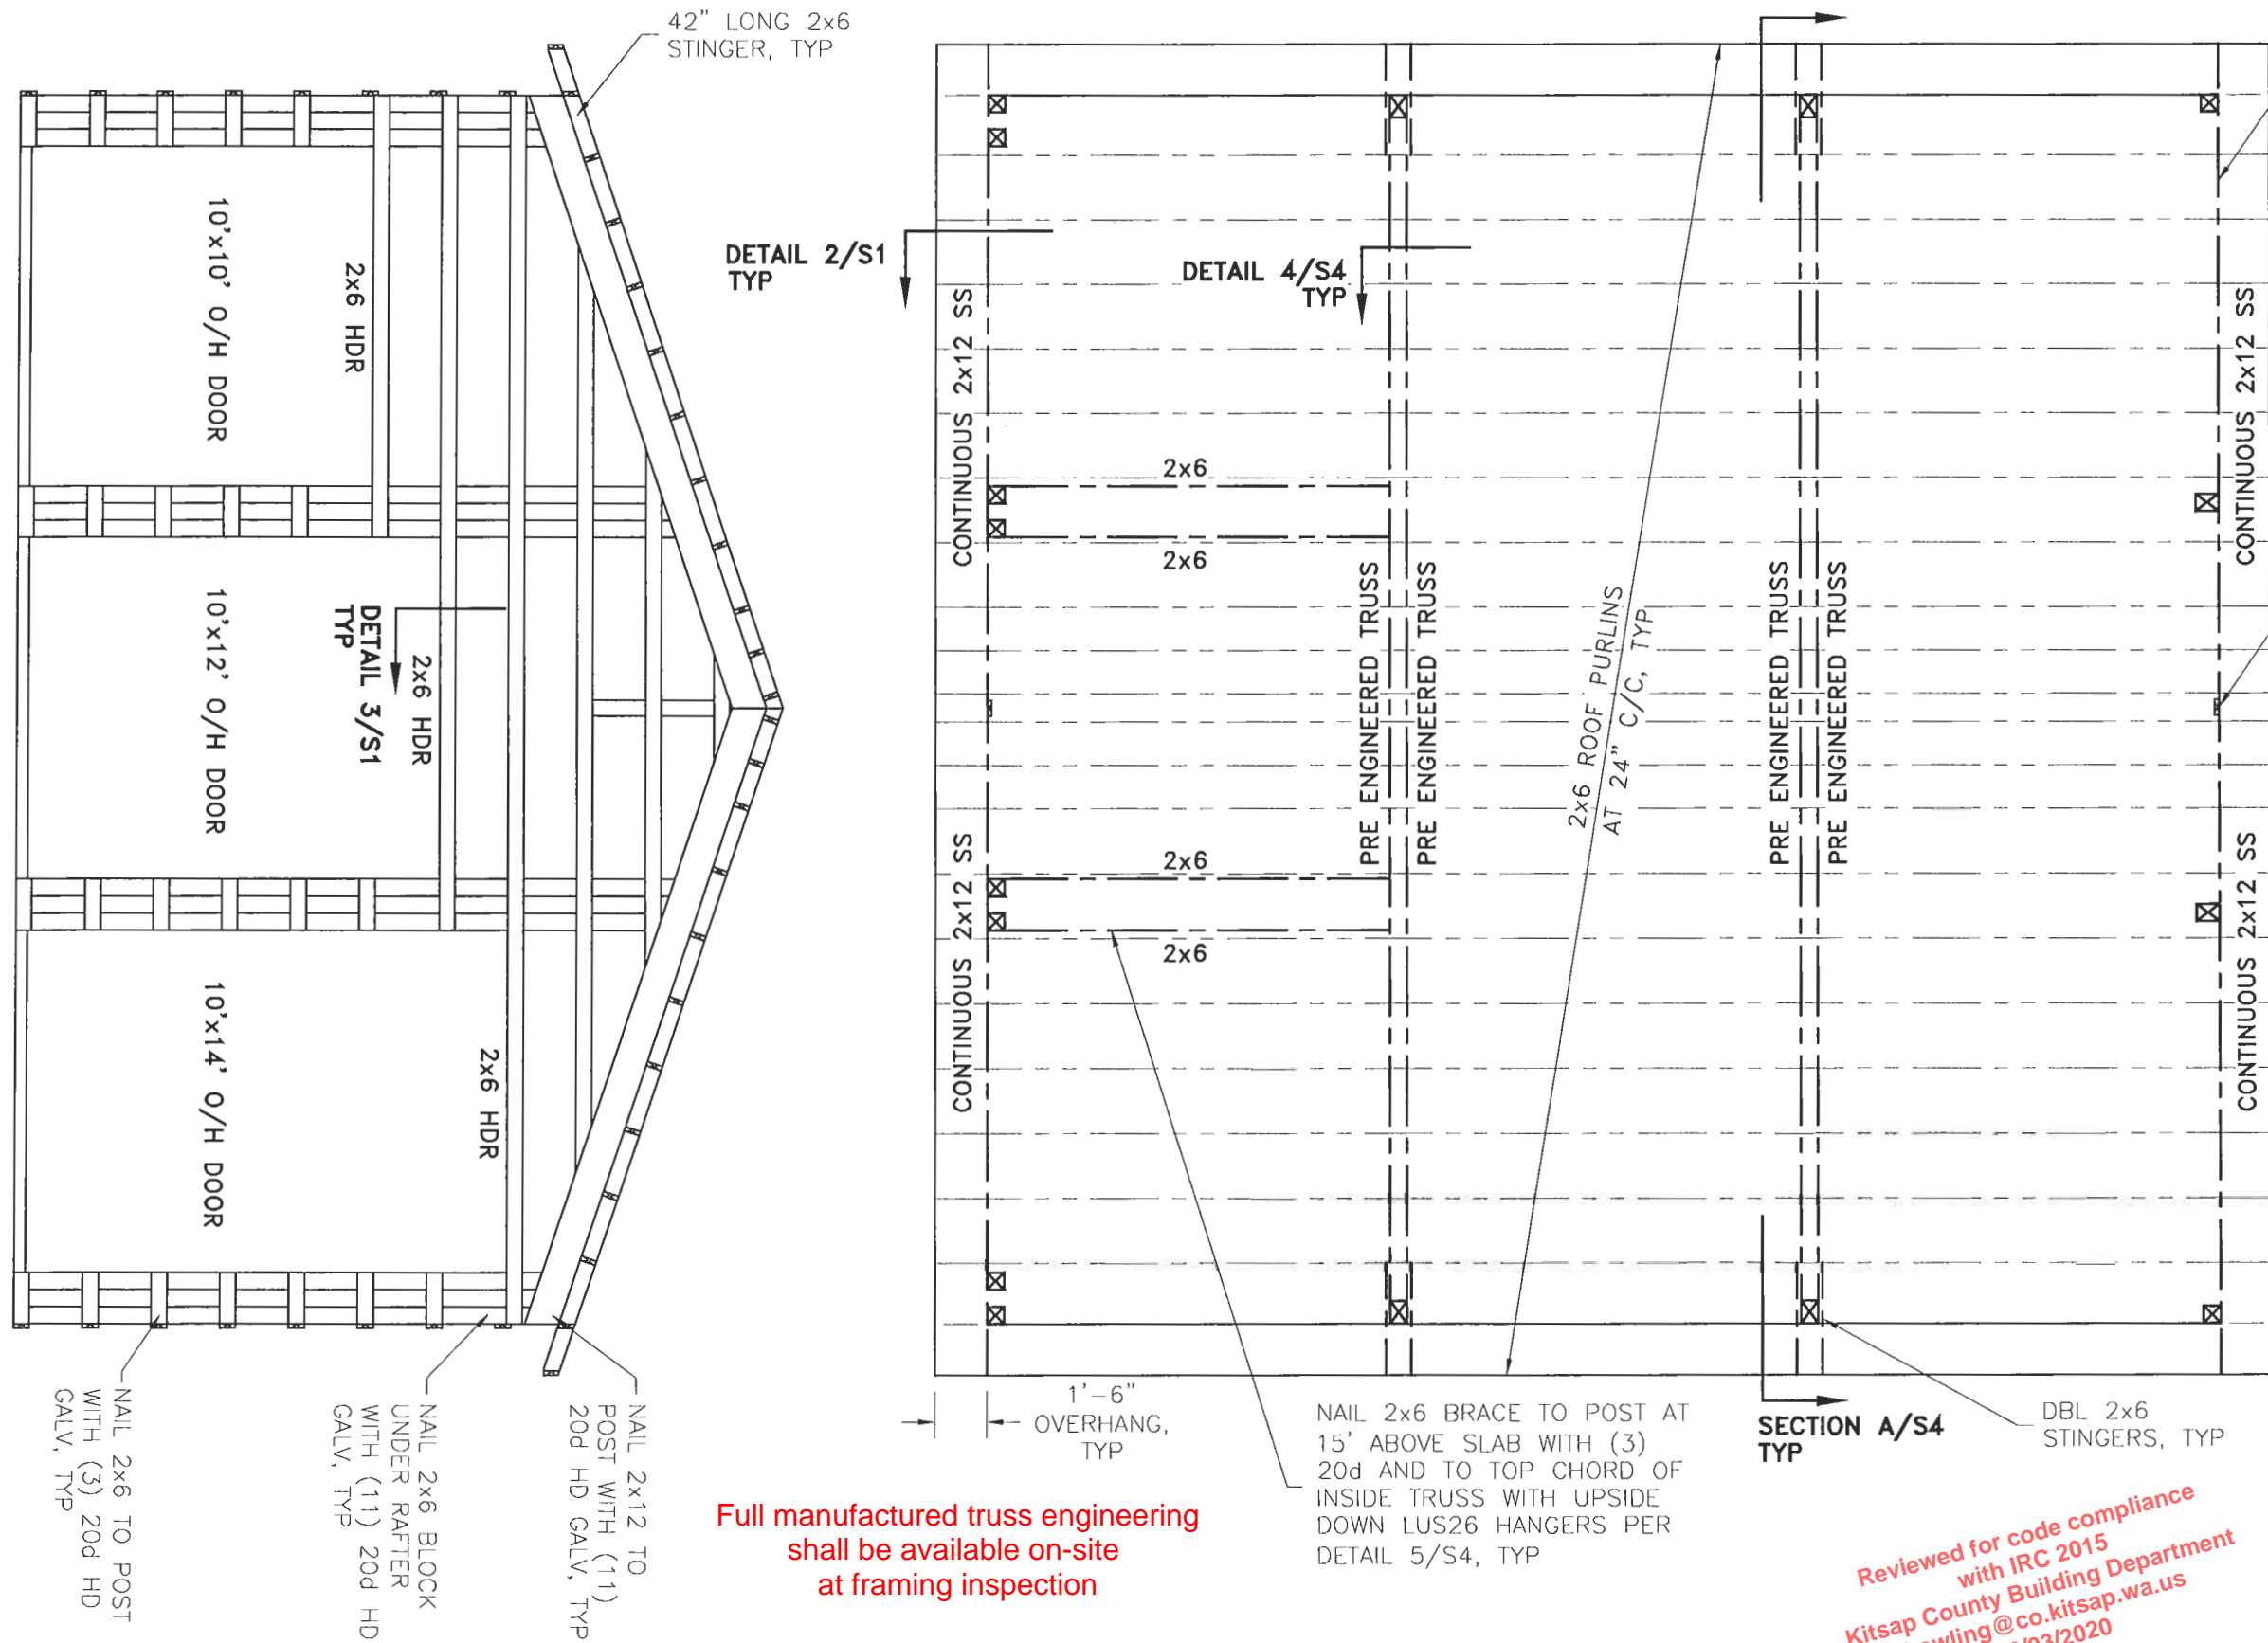 42" LONG 2x6
STINGER, TYP
10'x10' O/H DOOR
2x6 HDR
10'x12' O/H DOOR
DETAIL 3/S1
TYP
2x6 HDR
10'x14' O/H DOOR
2x6 HDR
NAIL 2x6 TO POST
WITH (3) 20d HD
GALV, TYP
NAIL 2x6 BLOCK
UNDER RAFTER
WITH (11) 20d HD
GALV, TYP
NAIL 2x12 TO
POST WITH (11)
20d HD GALV, TYP
DETAIL 2/S1
TYP
DETAIL 4/S4
TYP
CONTINUOUS 2x12 SS
CONTINUOUS 2x12 SS
2x6
2x6
2x6
2x6
PRE ENGINEERED TRUSS
PRE ENGINEERED TRUSS
2x6 ROOF PURLINS
AT 24" C/C, TYP
PRE ENGINEERED TRUSS
PRE ENGINEERED TRUSS
CONTINUOUS 2x12 SS
CONTINUOUS 2x12 SS
1'-6"
OVERHANG,
TYP
NAIL 2x6 BRACE TO POST AT
15' ABOVE SLAB WITH (3)
20d AND TO TOP CHORD OF
INSIDE TRUSS WITH UPSIDE
DOWN LUS26 HANGERS PER
DETAIL 5/S4, TYP
SECTION A/S4
TYP
DBL 2x6
STINGERS, TYP
Full manufactured truss engineering
shall be available on-site
at framing inspection
Reviewed for code compliance
with IRC 2015
Kitsap County Building Department